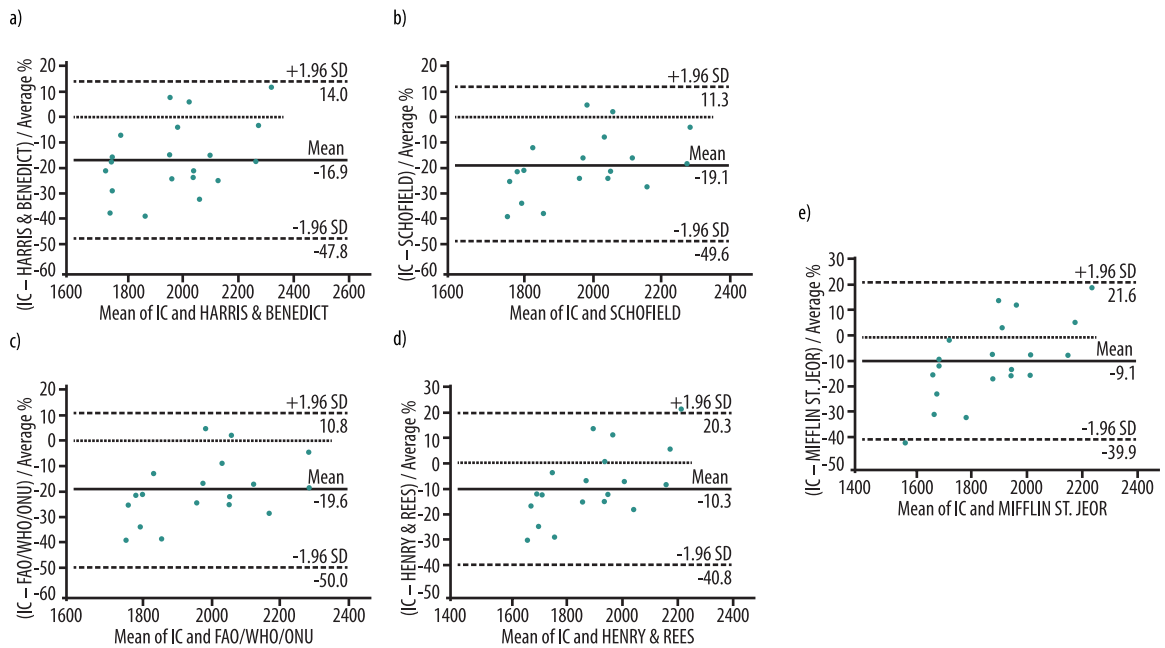 a)
(IC – HARRIS & BENEDICT) / Average %
20
10
0
-10
-20
-30
-40
-50
-60
+1.96 SD
14.0
Mean
-16.9
-1.96 SD
-47.8
1600
1800
2000
2200
2400
2600
Mean of IC and HARRIS & BENEDICT
b)
(IC – SCHOFIELD) / Average %
20
10
0
-10
-20
-30
-40
-50
60
+1.96 SD
11.3
Mean
-19.1
-1.96 SD
-49.6
1600
1800
2000
2200
2400
Mean of IC and SCHOFIELD
c)
(IC – FAO/WHO/ONU) / Average %
20
10
0
-10
-20
-30
-40
-50
60
+1.96 SD
10.8
Mean
-19.6
-1.96 SD
-50.0
1600
1800
2000
2200
2400
Mean of IC and FAO/WHO/ONU
d)
(IC – HENRY & REES) / Average %
30
20
10
0
-10
-20
-30
-40
-50
+1.96 SD
20.3
Mean
-10.3
-1.96 SD
-40.8
1400
1600
1800
2000
2200
2400
Mean of IC and HENRY & REES
e)
(IC – MIFFLIN ST. JEOR) / Average %
30
20
10
0
-10
-20
-30
-40
-50
+1.96 SD
21.6
Mean
-9.1
-1.96 SD
-39.9
1400
1600
1800
2000
2200
2400
Mean of IC and MIFFLIN ST. JEOR